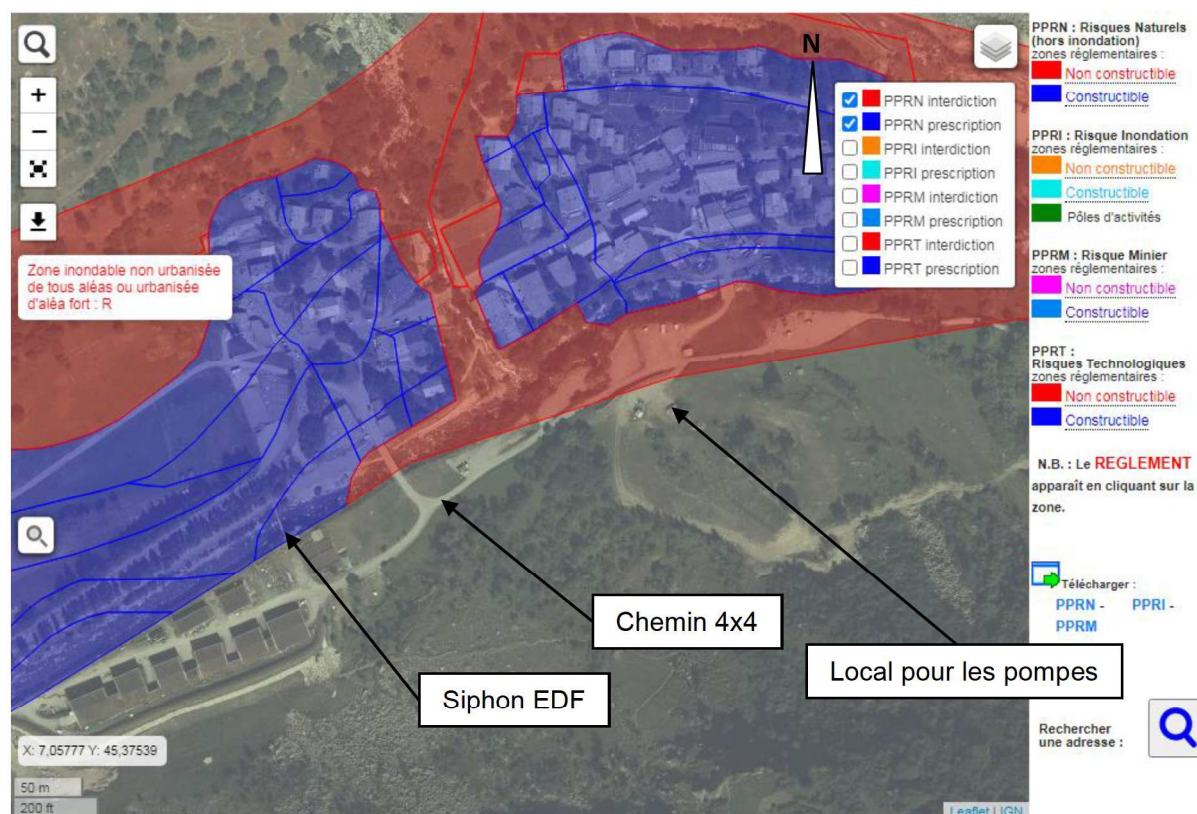 N
+
−
Zone inondable non urbanisée
de tous aléas ou urbanisée
d'aléa fort : R
PPRN interdiction
PPRN prescription
PPRI interdiction
PPRI prescription
PPRM interdiction
PPRM prescription
PPRT interdiction
PPRT prescription
Chemin 4x4
Local pour les pompes
Siphon EDF
X: 7,05777 Y: 45,37539
50 m
200 ft
Leaflet | IGN
PPRN : Risques Naturels
(hors inondation)
zones réglementaires :
Non constructible
Constructible
PPRI : Risque Inondation
zones réglementaires :
Non constructible
Constructible
Pôles d'activités
PPRM : Risque Minier
zones réglementaires :
Non constructible
Constructible
PPRT :
Risques Technologiques
zones réglementaires :
Non constructible
Constructible
N.B. : Le REGLEMENT
apparaît en cliquant sur la
zone.
Télécharger :
PPRN - PPRI -
PPRM
Rechercher
une adresse :